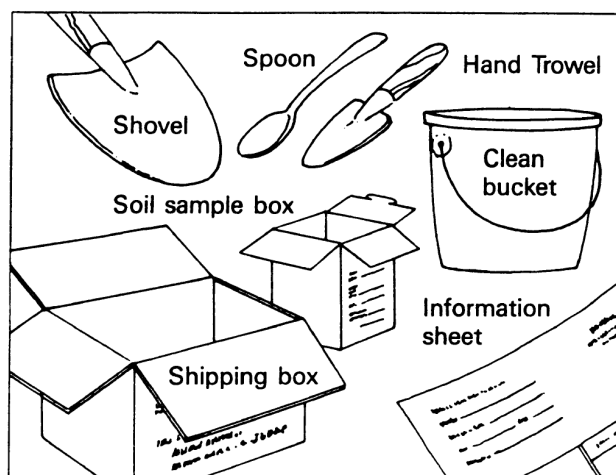 Spoon
Hand Trowel
Shovel
Clean
bucket
Soil sample box
Information
sheet
Shipping box